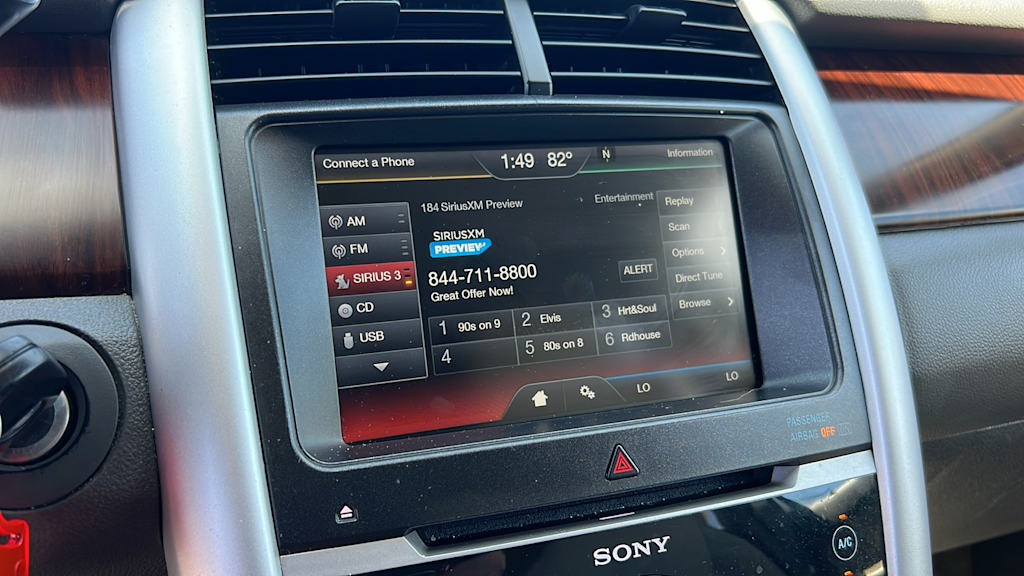 Connect a Phone
1:49 82° N
Information
184 SiriusXM Preview
Entertainment
AM
FM
SIRIUS 3
CD
USB
SIRIUSXM
PREVIEW
844-711-8800
Great Offer Now!
ALERT
Replay
Scan
Options
Direct Tune
Browse
1 90s on 9
2 Elvis
3 Hrt&Soul
4
5 80s on 8
6 Rdhouse
LO
LO
PASSENGER
AIRBAG OFF
SONY
A/C